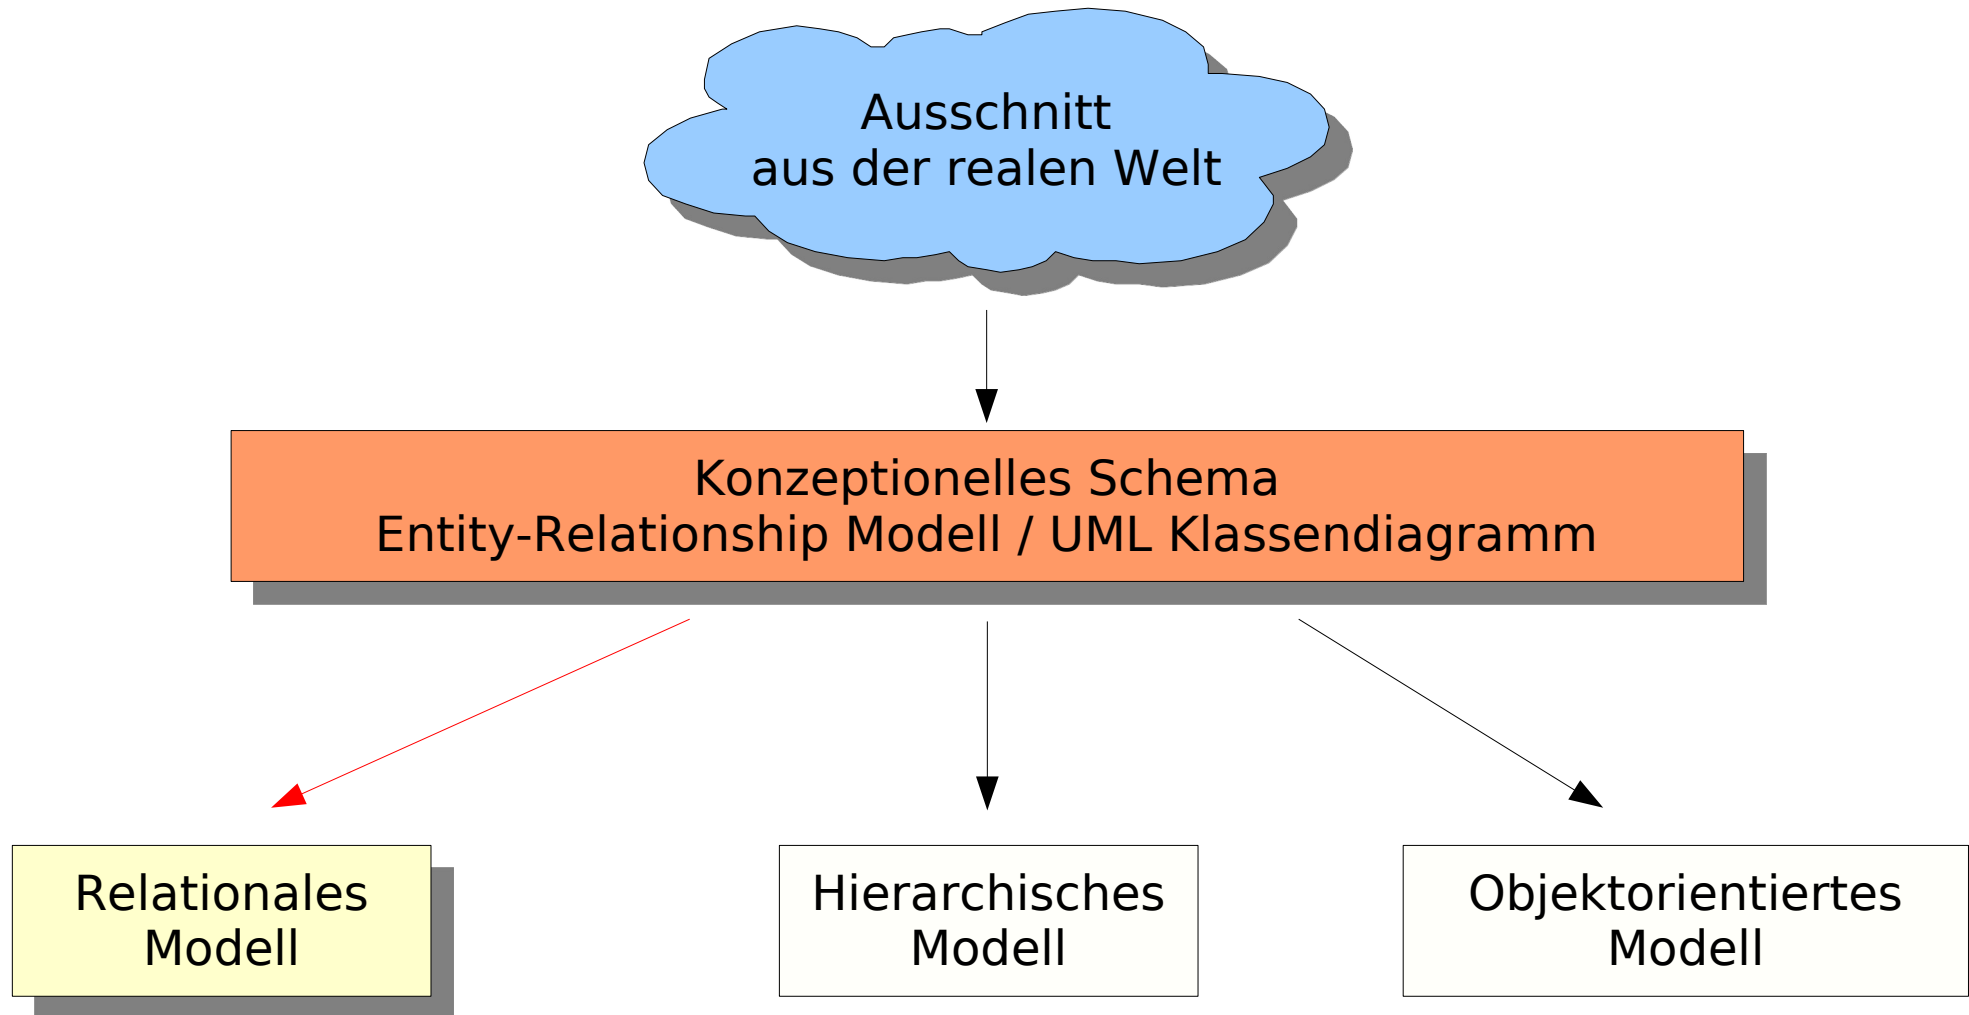 Ausschnitt
aus der realen Welt
Konzeptionelles Schema
Entity-Relationship Modell / UML Klassendiagramm
Relationales
Modell
Hierarchisches
Modell
Objektorientiertes
Modell